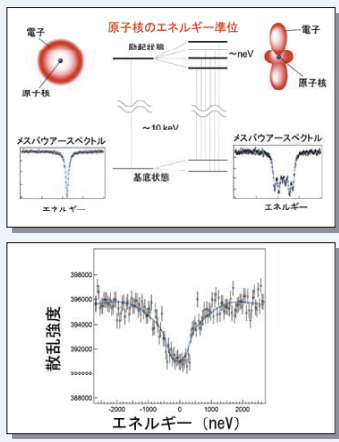 原子核のエネルギー準位
電子
原子核
励起状態
~neV
電子
原子核
メスバウアースペクトル
~10 keV
メスバウアースペクトル
基底状態
エネルギー
エネルギー
散乱強度
398000
396000
394000
392000
390000
388000
-2000 -1000 0 1000 2000
エネルギー（neV）